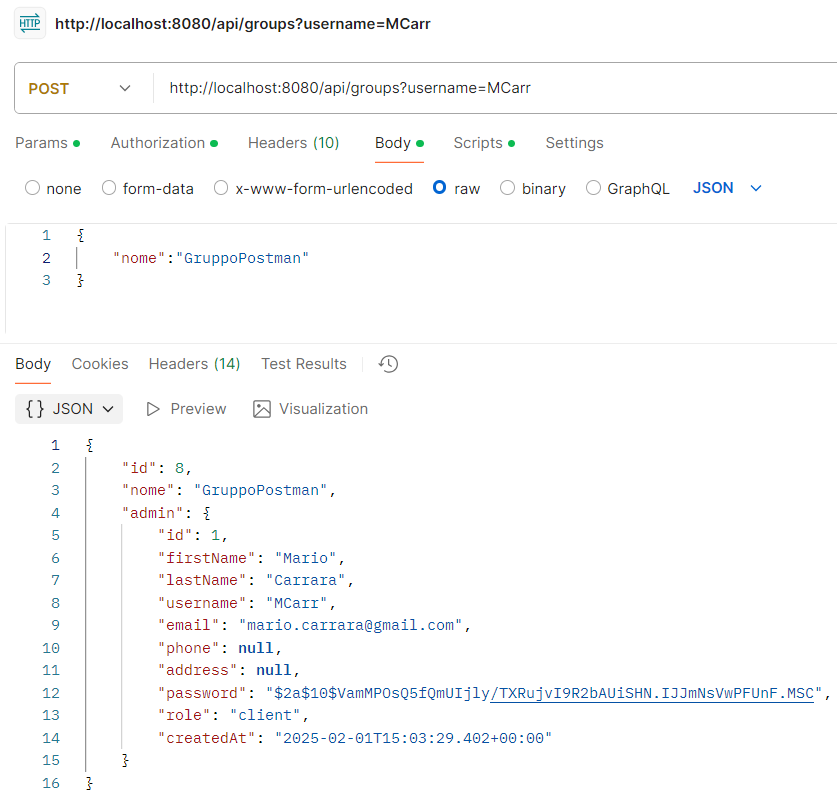 HTTP http://localhost:8080/api/groups?username=MCarr
POST http://localhost:8080/api/groups?username=MCarr
Params Authorization Headers (10) Body Scripts Settings
none form-data x-www-form-urlencoded raw binary GraphQL JSON
1 {
2 "nome":"GruppoPostman"
3 }
Body Cookies Headers (14) Test Results
{} JSON Preview Visualization
1 {
2 "id": 8,
3 "nome": "GruppoPostman",
4 "admin": {
5 "id": 1,
6 "firstName": "Mario",
7 "lastName": "Carrara",
8 "username": "MCarr",
9 "email": "mario.carrara@gmail.com",
10 "phone": null,
11 "address": null,
12 "password": "$2a$10$VamMPOsQ5fQmUIjly/TXRujvI9R2bAUiSHN.IJJmNsVwPFUnF.MSC",
13 "role": "client",
14 "createdAt": "2025-02-01T15:03:29.402+00:00"
15 }
16 }